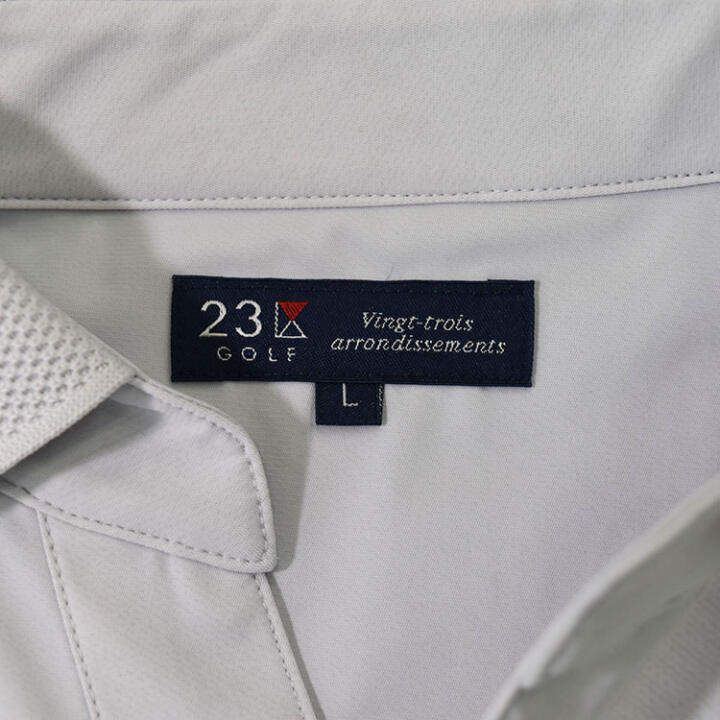 23
GOLF
Vingt-trois
arrondissements
L